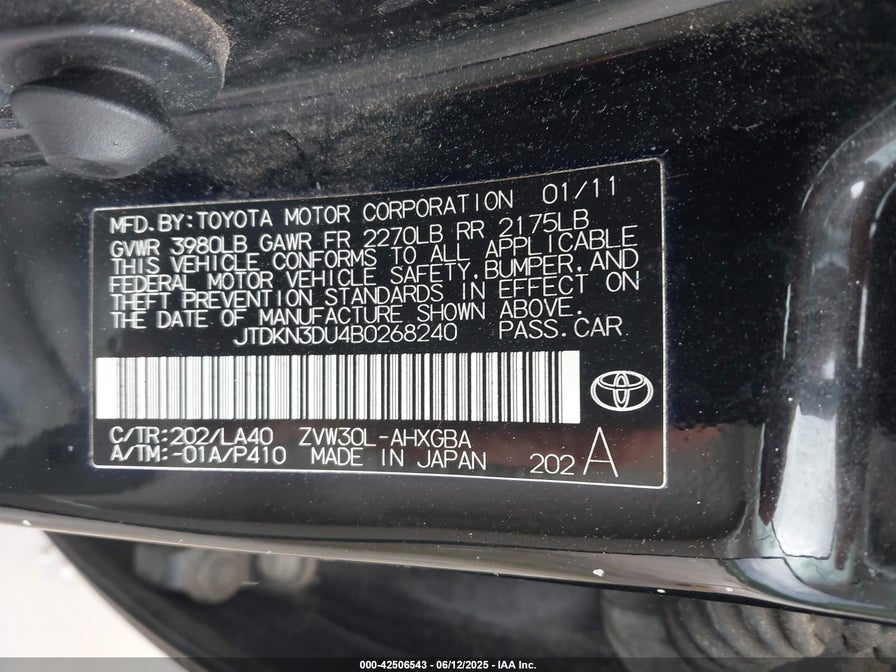 MFD.BY:TOYOTA MOTOR CORPORATION 01/11
GVWR 3980LB GAWR FR 2270LB RR 2175LB
THIS VEHICLE CONFORMS TO ALL APPLICABLE
FEDERAL MOTOR VEHICLE SAFETY,BUMPER,AND
THEFT PREVENTION STANDARDS IN EFFECT ON
THE DATE OF MANUFACTURE SHOWN ABOVE.
JTDKN3DU4B0268240 PASS.CAR
C/TR:202/LA40 ZVW30L-AHXGBA
A/TM:-01A/P410 MADE IN JAPAN 202 A
000-42506543 - 06/12/2025 - IAA Inc.